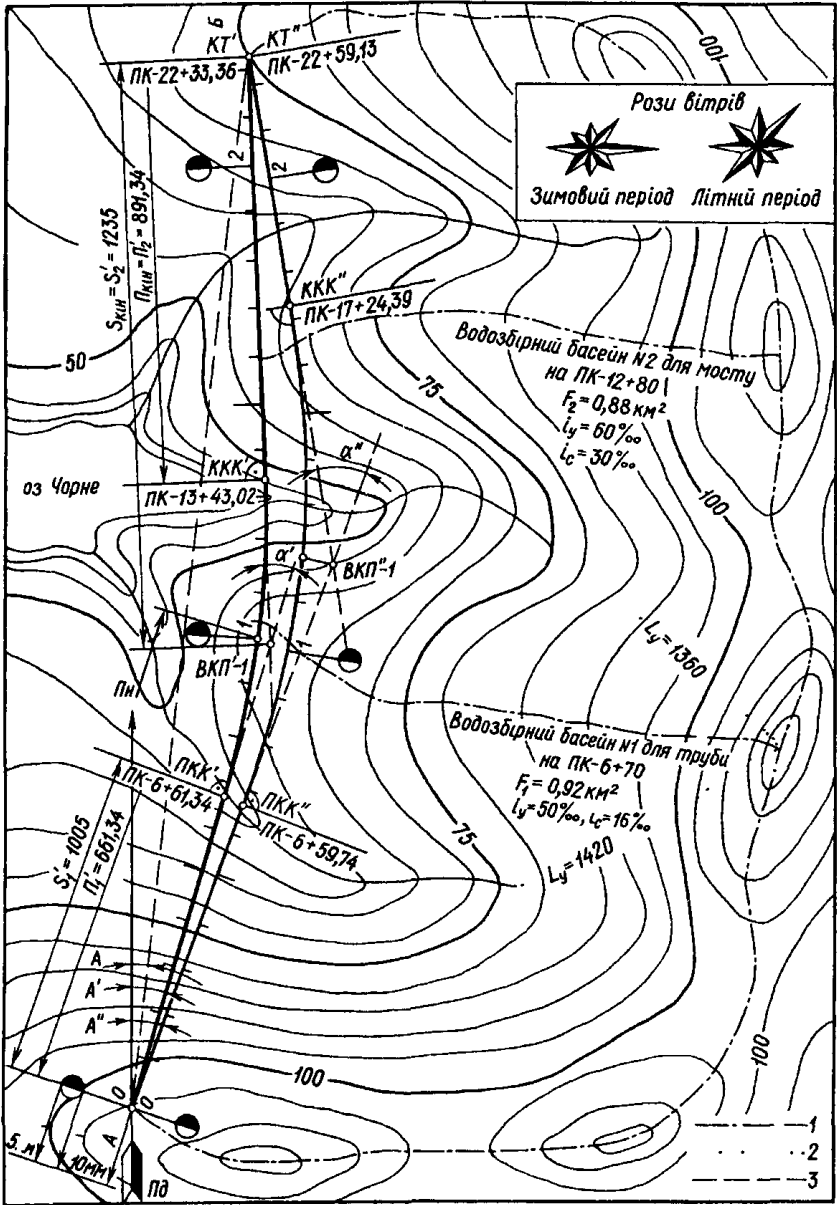 Б
КТ′ КТ″
ПК-22+33,36
ПК-22+59,13
100
Рози вітрів
Зимовий період Літній період
2 2
Sкін = S′2 = 1235
Пкін = П′2 = 891,34
ККК″
ПК-17+24,39
50
Водозбірний басейн №2 для мосту
на ПК-12+80
F2 = 0,88 км²
iу = 60‰
iс = 30‰
75
α″
ККК′
ПК-13+43,02
оз Чорне
100
α′
ВКП″-1
1
1
ВКП′-1
Lу = 1360
Пн
Водозбірний басейн №1 для труби
на ПК-6+70
F1 = 0,92 км²
iу = 50‰, iс = 16‰
ПКК′
ПК-6+61,34
ПКК″
ПК-6+59,74
75
Lу = 1420
S′1 = 1005
П′1 = 661,34
А
А′
А″
100
100
0 0
А
10мм
Пд
1
2
3